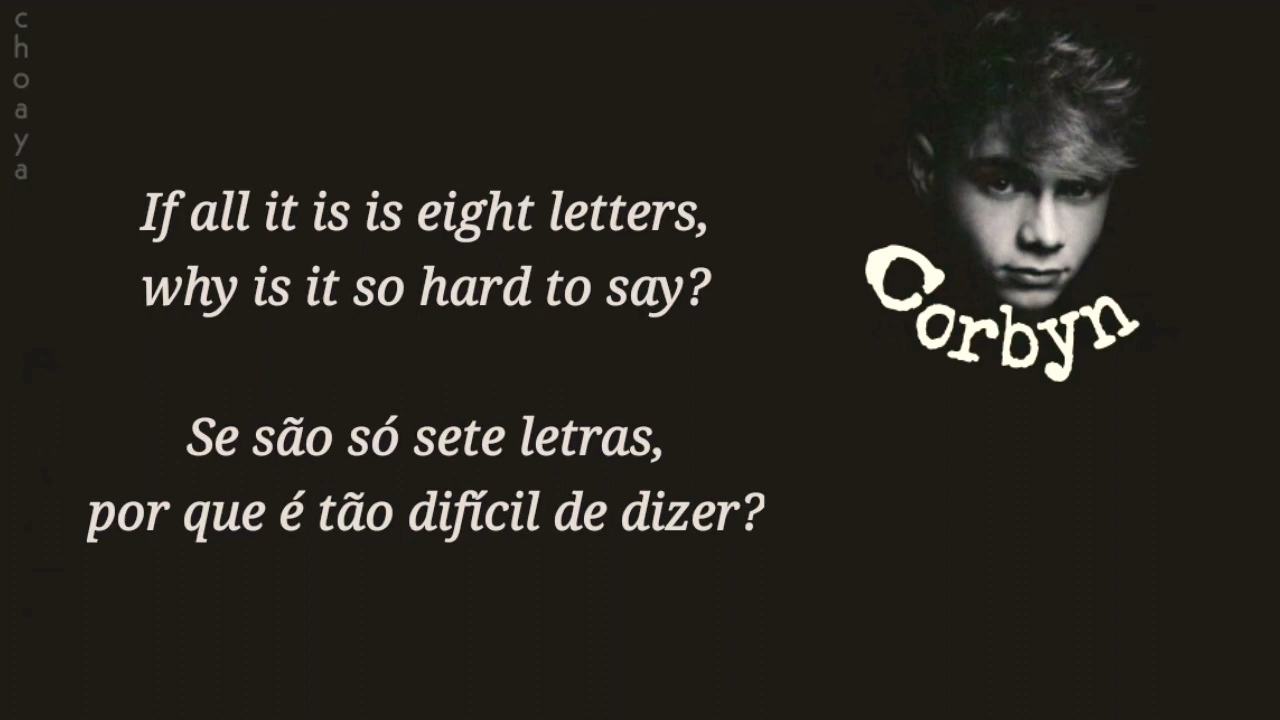 choaya
If all it is is eight letters,
why is it so hard to say?
Corbyn
Se são só sete letras,
por que é tão difícil de dizer?